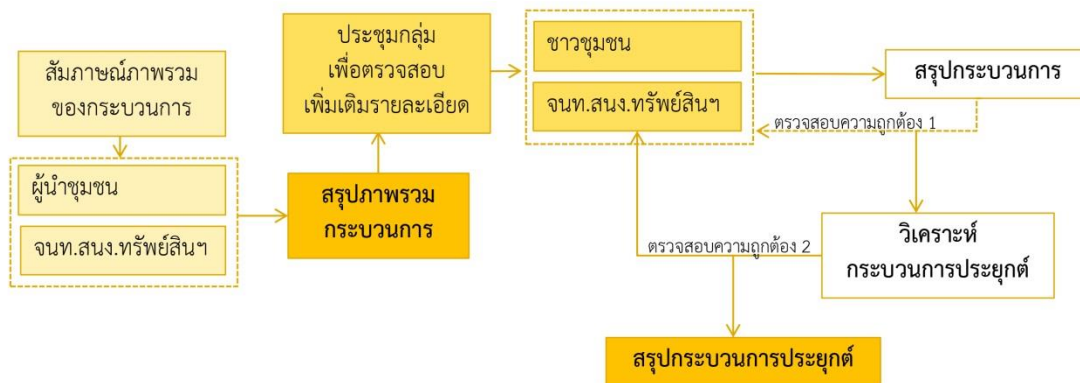 สัมภาษณ์ภาพรวม
ของกระบวนการ
ผู้นำชุมชน
จนท.สนง.ทรัพย์สินฯ
สรุปภาพรวม
กระบวนการ
ประชุมกลุ่ม
เพื่อตรวจสอบ
เพิ่มเติมรายละเอียด
ชาวชุมชน
จนท.สนง.ทรัพย์สินฯ
สรุปกระบวนการ
ตรวจสอบความถูกต้อง 1
วิเคราะห์
กระบวนการประยุกต์
ตรวจสอบความถูกต้อง 2
สรุปกระบวนการประยุกต์